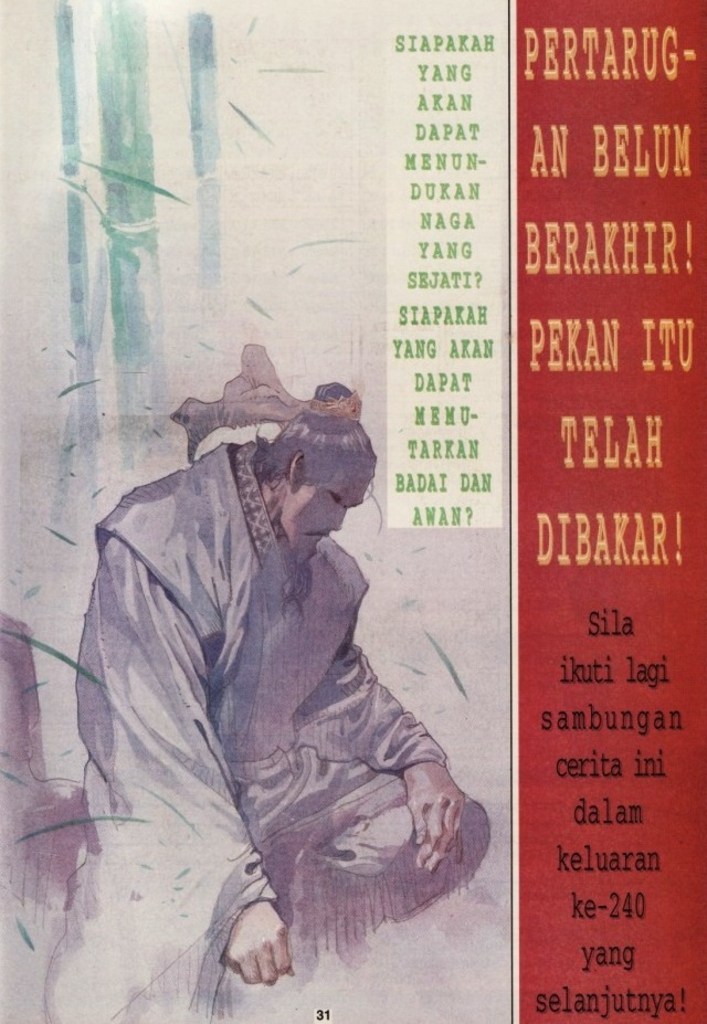 SIAPAKAH
YANG
AKAN
DAPAT
MENUN-
DUKAN
NAGA
YANG
SEJATI?
SIAPAKAH
YANG AKAN
DAPAT
MEMU-
TARKAN
BADAI DAN
AWAN?
PERTARUG-
AN BELUM
BERAKHIR!
PEKAN ITU
TELAH
DIBAKAR!
Sila
ikuti lagi
sambungan
cerita ini
dalam
keluaran
ke-240
yang
selanjutnya!
31